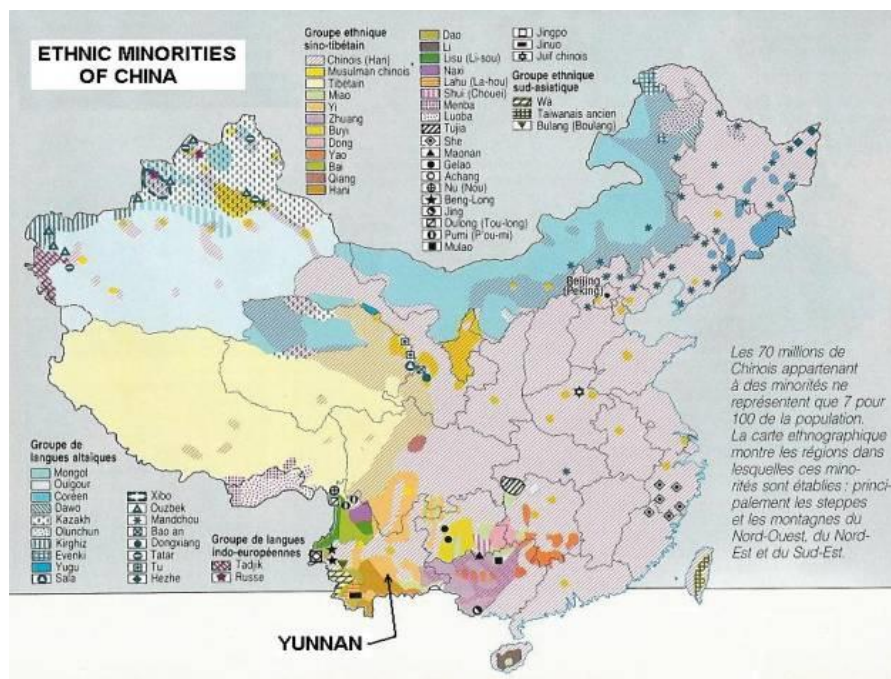 ETHNIC MINORITIES
OF CHINA
Groupe ethnique
sino-tibétain
Chinois (Han)
Musulman chinois
Tibétain
Miao
Yi
Zhuang
Buyi
Dong
Yao
Bai
Qiang
Hani
Dao
Li
Lisu (Li-sou)
Naxi
Lahu (La-hou)
Shui (Chouei)
Menba
Luoba
Tujia
She
Maonan
Gelao
Achang
Nu (Nou)
Beng-Long
Jing
Dulong (Tou-long)
Pumi (P'ou-mi)
Mulao
Jingpo
Jinuo
Juif chinois
Groupe ethnique
sud-asiatique
Wa
Taiwanais ancien
Bulang (Boulang)
Beijing
(Peking)
Les 70 millions de
Chinois appartenant
à des minorités ne
représentent que 7 pour
100 de la population.
La carte ethnographique
montre les régions dans
lesquelles ces mino-
rités sont établies : princi-
palement les steppes
et les montagnes du
Nord-Ouest, du Nord-
Est et du Sud-Est.
Groupe de
langues altaïques
Mongol
Ouigour
Coréen
Dawo
Kazakh
Olunchun
Kirghiz
Evenki
Yugu
Sala
Xibo
Ouzbek
Mandchou
Bao an
Dongxiang
Tatar
Tu
Hezhe
Groupe de langues
indo-européennes
Tadjik
Russe
YUNNAN